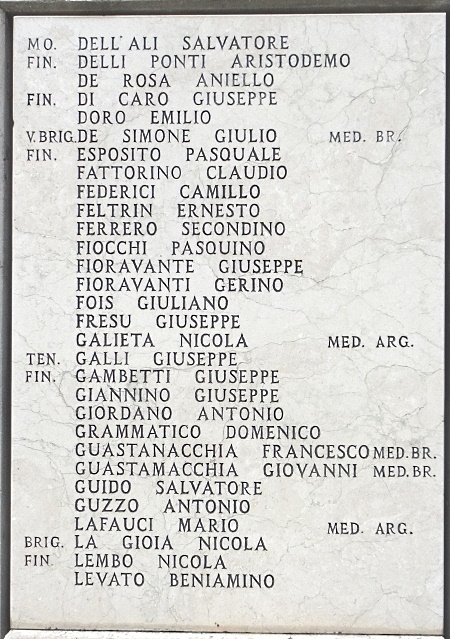 MO. DELL'ALI SALVATORE
FIN. DELLI PONTI ARISTODEMO
DE ROSA ANIELLO
FIN. DI CARO GIUSEPPE
DORO EMILIO
V.BRIG. DE SIMONE GIULIO MED. BR.
FIN. ESPOSITO PASQUALE
FATTORINO CLAUDIO
FEDERICI CAMILLO
FELTRIN ERNESTO
FERRERO SECONDINO
FIOCCHI PASQUINO
FIORAVANTE GIUSEPPE
FIORAVANTI GERINO
FOIS GIULIANO
FRESU GIUSEPPE
GALIETA NICOLA MED. ARG.
TEN. GALLI GIUSEPPE
FIN. GAMBETTI GIUSEPPE
GIANNINO GIUSEPPE
GIORDANO ANTONIO
GRAMMATICO DOMENICO
GUASTANACCHIA FRANCESCO MED.BR.
GUASTAMACCHIA GIOVANNI MED.BR.
GUIDO SALVATORE
GUZZO ANTONIO
LAFAUCI MARIO MED. ARG.
BRIG. LA GIOIA NICOLA
FIN. LEMBO NICOLA
LEVATO BENIAMINO